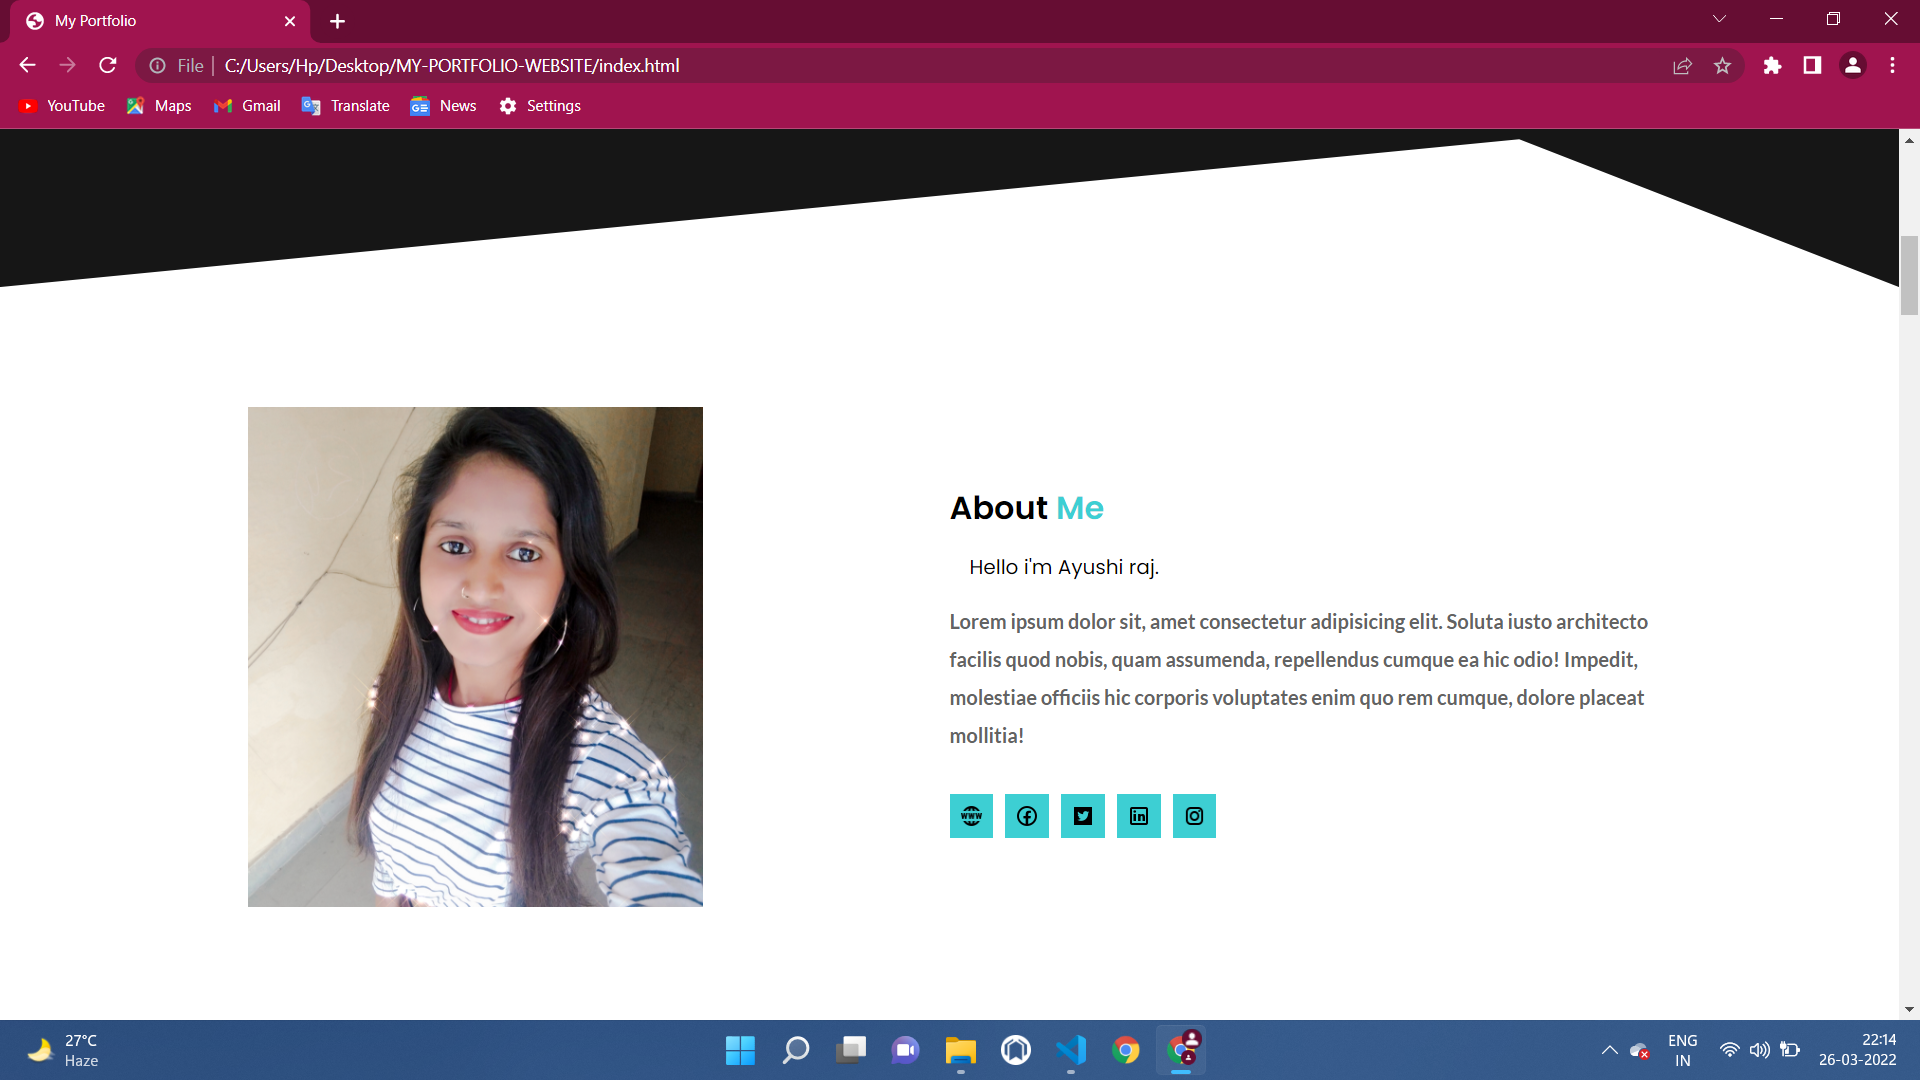 My Portfolio
File | C:/Users/Hp/Desktop/MY-PORTFOLIO-WEBSITE/index.html
YouTube Maps Gmail Translate News Settings
About Me
Hello i'm Ayushi raj.
Lorem ipsum dolor sit, amet consectetur adipisicing elit. Soluta iusto architecto
facilis quod nobis, quam assumenda, repellendus cumque ea hic odio! Impedit,
molestiae officiis hic corporis voluptates enim quo rem cumque, dolore placeat
mollitia!
WWW
27°C
Haze
ENG
IN
22:14
26-03-2022